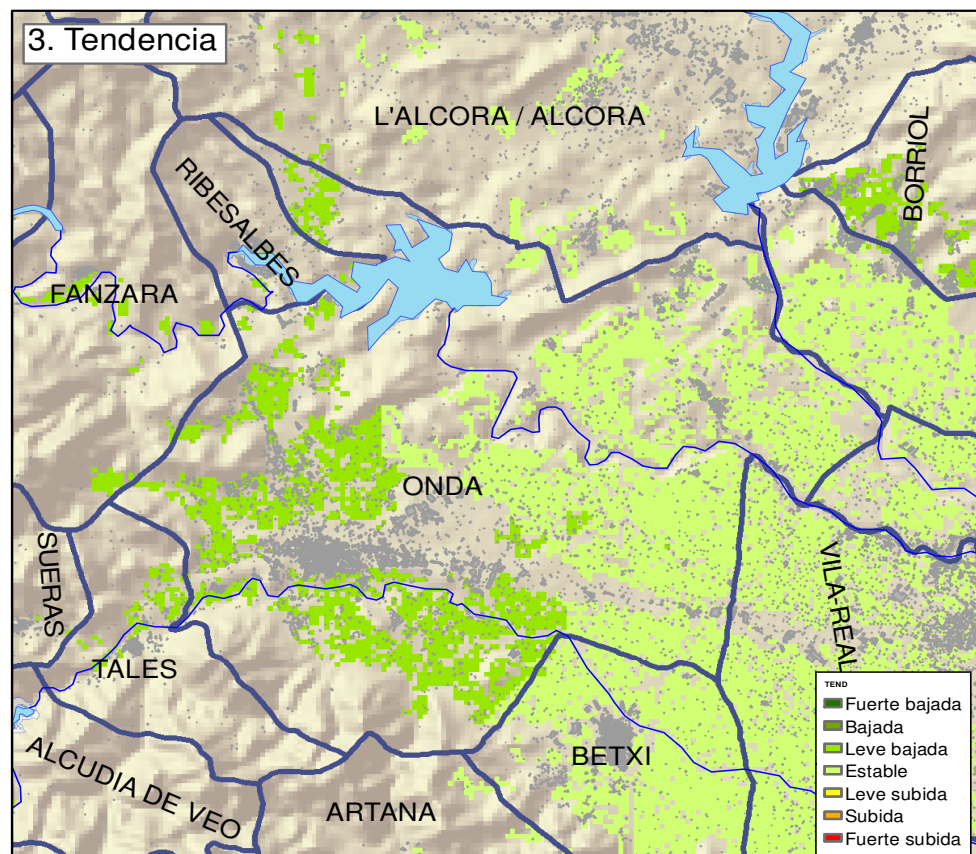 3. Tendencia
L'ALCORA / ALCORA
BORRIOL
RIBESALBES
FANZARA
ONDA
SUERAS
VILA-REAL
TALES
BETXI
ALCUDIA DE VEO
ARTANA
TEND
Fuerte bajada
Bajada
Leve bajada
Estable
Leve subida
Subida
Fuerte subida